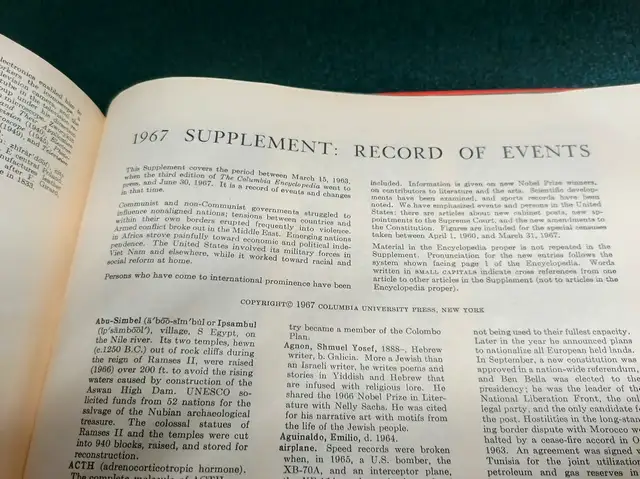 electronics enabled him to
1967 SUPPLEMENT: RECORD OF EVENTS
This Supplement covers the period between March 15, 1963,
when the third edition of The Columbia Encyclopedia went to
press, and June 30, 1967. It is a record of events and changes
in that time.
Communist and non-Communist governments struggled to
influence nonaligned nations; tensions between countries and
within their own borders erupted frequently into violence.
Armed conflict broke out in the Middle East. Emerging nations
in Africa strove painfully toward economic and political inde-
pendence. The United States involved its military forces in
Viet Nam and elsewhere, while it worked toward racial and
social reform at home.
Persons who have come to international prominence have been
included. Information is given on new Nobel Prize winners,
on contributors to literature and the arts. Scientific develop-
ments have been examined, and sports records have been
noted. We have emphasized events and persons in the United
States; there are articles about new cabinet posts, new ap-
pointments to the Supreme Court, and the new amendments to
the Constitution. Figures are included for the special censuses
taken between April 1, 1960, and March 31, 1967.
Material in the Encyclopedia proper is not repeated in the
Supplement. Pronunciation for the new entries follows the
system shown facing page 1 of the Encyclopedia. Words
written in SMALL CAPITALS indicate cross references from one
article to other articles in the Supplement (not to articles in the
Encyclopedia proper).
COPYRIGHT© 1967 COLUMBIA UNIVERSITY PRESS, NEW YORK
Abu-Simbel (ä´bo͞o-sĭm´bŭl or Ipsambul
(ĭp´sămbo͞ol´), village, S Egypt, on
the Nile river. Its two temples, hewn
(c.1250 B.C.) out of rock cliffs during
the reign of Ramses II, were raised
(1966) over 200 ft. to avoid the rising
waters caused by construction of the
Aswan High Dam. UNESCO so-
licited funds from 52 nations for the
salvage of the Nubian archaeological
treasure. The colossal statues of
Ramses II and the temples were cut
into 940 blocks, raised, and stored for
reconstruction.
ACTH (adrenocorticotropic hormone).
The complete molecule of ACTH
try became a member of the Colombo
Plan.
Agnon, Shmuel Yosef, 1888–, Hebrew
writer, b. Galicia. More a Jewish than
an Israeli writer, he writes poems and
stories in Yiddish and Hebrew that
are infused with religious lore. He
shared the 1966 Nobel Prize in Liter-
ature with Nelly Sachs. He was cited
for his narrative art with motifs from
the life of the Jewish people.
Aguinaldo, Emilio, d. 1964.
airplane. Speed records were broken
when, in 1965, a U.S. bomber, the
XB-70A, and an interceptor plane,
not being used to their fullest capacity.
Later in the year he announced plans
to nationalize all European held lands.
In September, a new constitution was
approved in a nation-wide referendum,
and Ben Bella was elected to the
presidency; he was the leader of the
National Liberation Front, the only
legal party, and the only candidate for
the post. Hostilities in the long-stand-
ing border dispute with Morocco we
halted by a cease-fire accord in O
1963. An agreement was signed
Tunisia for the joint utilization
petroleum and gas reserves in